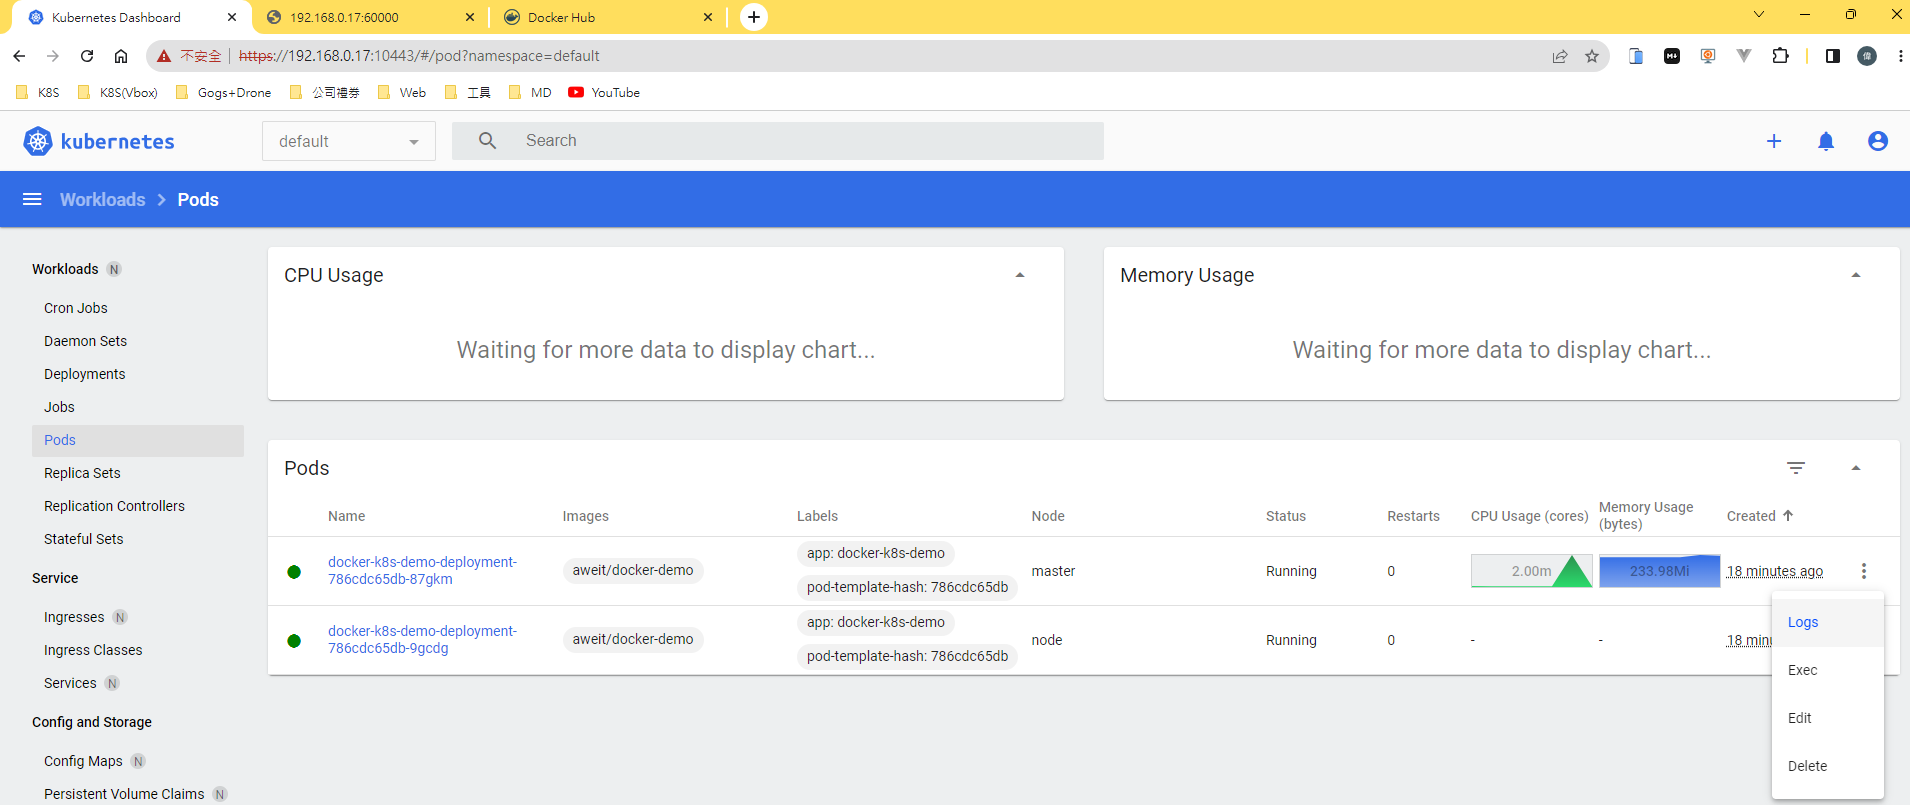 Kubernetes Dashboard
192.168.0.17:60000
Docker Hub
不安全 https://192.168.0.17:10443/#/pod?namespace=default
偉
K8S
K8S(Vbox)
Gogs+Drone
公司禮券
Web
工具
MD
YouTube
kubernetes
default
Search
Workloads > Pods
Workloads N
Cron Jobs
Daemon Sets
Deployments
Jobs
Pods
Replica Sets
Replication Controllers
Stateful Sets
Service
Ingresses N
Ingress Classes
Services N
Config and Storage
Config Maps N
Persistent Volume Claims N
CPU Usage
Waiting for more data to display chart...
Memory Usage
Waiting for more data to display chart...
Pods
Name Images Labels Node Status Restarts CPU Usage (cores) Memory Usage (bytes) Created
docker-k8s-demo-deployment-
786cdc65db-87gkm
aweit/docker-demo
app: docker-k8s-demo
pod-template-hash: 786cdc65db
master
Running
0
2.00m
233.98Mi
18 minutes ago
docker-k8s-demo-deployment-
786cdc65db-9gcdg
aweit/docker-demo
app: docker-k8s-demo
pod-template-hash: 786cdc65db
node
Running
0
-
-
18 minu
Logs
Exec
Edit
Delete